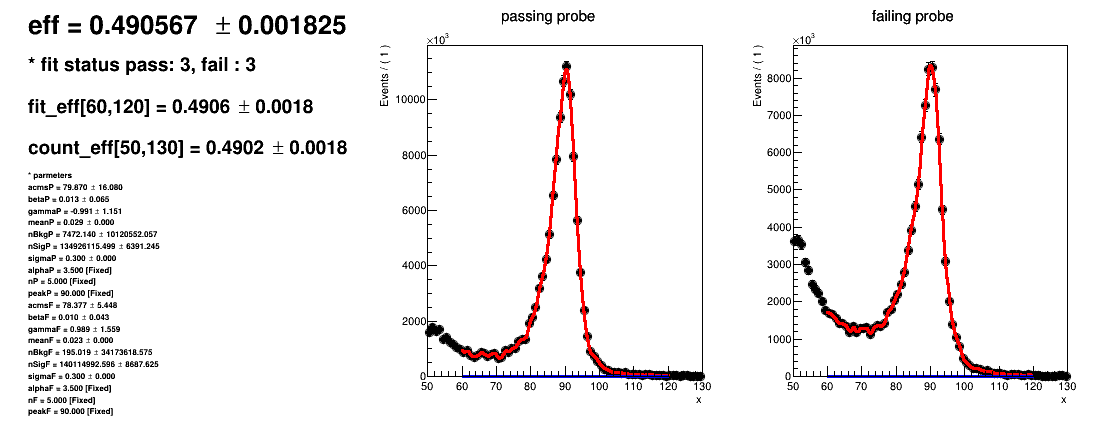 eff = 0.490567 ± 0.001825
* fit status pass: 3, fail : 3
fit_eff[60,120] = 0.4906 ± 0.0018
count_eff[50,130] = 0.4902 ± 0.0018
* parmeters
acmsP = 79.870 ± 16.080
betaP = 0.013 ± 0.065
gammaP = -0.991 ± 1.151
meanP = 0.029 ± 0.000
nBkgP = 7472.140 ± 10120552.057
nSigP = 134926115.499 ± 6391.245
sigmaP = 0.300 ± 0.000
alphaP = 3.500 [Fixed]
nP = 5.000 [Fixed]
peakP = 90.000 [Fixed]
acmsF = 78.377 ± 5.448
betaF = 0.010 ± 0.043
gammaF = 0.989 ± 1.559
meanF = 0.023 ± 0.000
nBkgF = 195.019 ± 34173618.575
nSigF = 140114992.596 ± 8687.625
sigmaF = 0.300 ± 0.000
alphaF = 3.500 [Fixed]
nF = 5.000 [Fixed]
peakF = 90.000 [Fixed]
passing probe
×10³
Events / ( 1 )
10000
8000
6000
4000
2000
0
50 60 70 80 90 100 110 120 130
x
failing probe
×10³
Events / ( 1 )
8000
7000
6000
5000
4000
3000
2000
1000
0
50 60 70 80 90 100 110 120 130
x